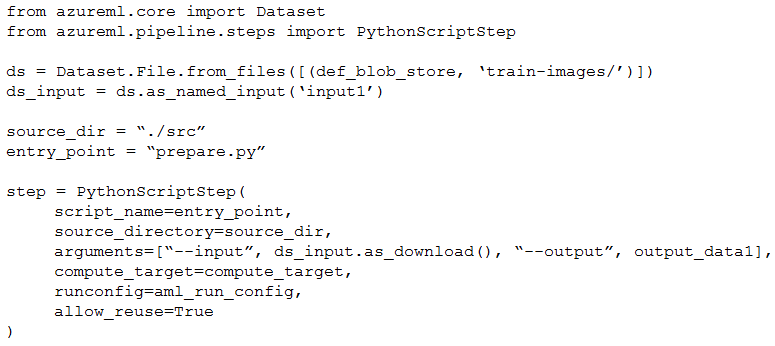 from azureml.core import Dataset
from azureml.pipeline.steps import PythonScriptStep
ds = Dataset.File.from_files([(def_blob_store, ‘train-images/’)])
ds_input = ds.as_named_input(‘input1’)
source_dir = “./src”
entry_point = “prepare.py”
step = PythonScriptStep(
script_name=entry_point,
source_directory=source_dir,
arguments=[“--input”, ds_input.as_download(), “--output”, output_data1],
compute_target=compute_target,
runconfig=aml_run_config,
allow_reuse=True
)